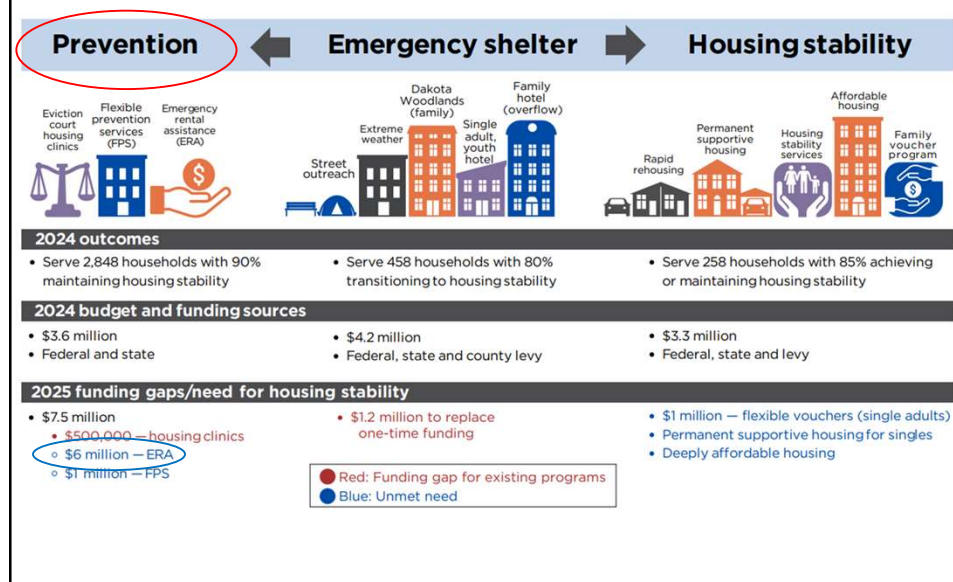 Prevention
Emergency shelter
Housing stability
Eviction
court
housing
clinics
Flexible
prevention
services
(FPS)
Emergency
rental
assistance
(ERA)
$
Street
outreach
Extreme
weather
Dakota
Woodlands
(family)
Single
adult,
youth
hotel
Family
hotel
(overflow)
Rapid
rehousing
Permanent
supportive
housing
Housing
stability
services
Affordable
housing
Family
voucher
program
$
2024 outcomes
• Serve 2,848 households with 90%
maintaining housing stability
• Serve 458 households with 80%
transitioning to housing stability
• Serve 258 households with 85% achieving
or maintaining housing stability
2024 budget and funding sources
• $3.6 million
• Federal and state
• $4.2 million
• Federal, state and county levy
• $3.3 million
• Federal, state and levy
2025 funding gaps/need for housing stability
• $7.5 million
• $500,000 — housing clinics
○ $6 million — ERA
○ $1 million — FPS
• $1.2 million to replace
one-time funding
• $1 million — flexible vouchers (single adults)
• Permanent supportive housing for singles
• Deeply affordable housing
Red: Funding gap for existing programs
Blue: Unmet need